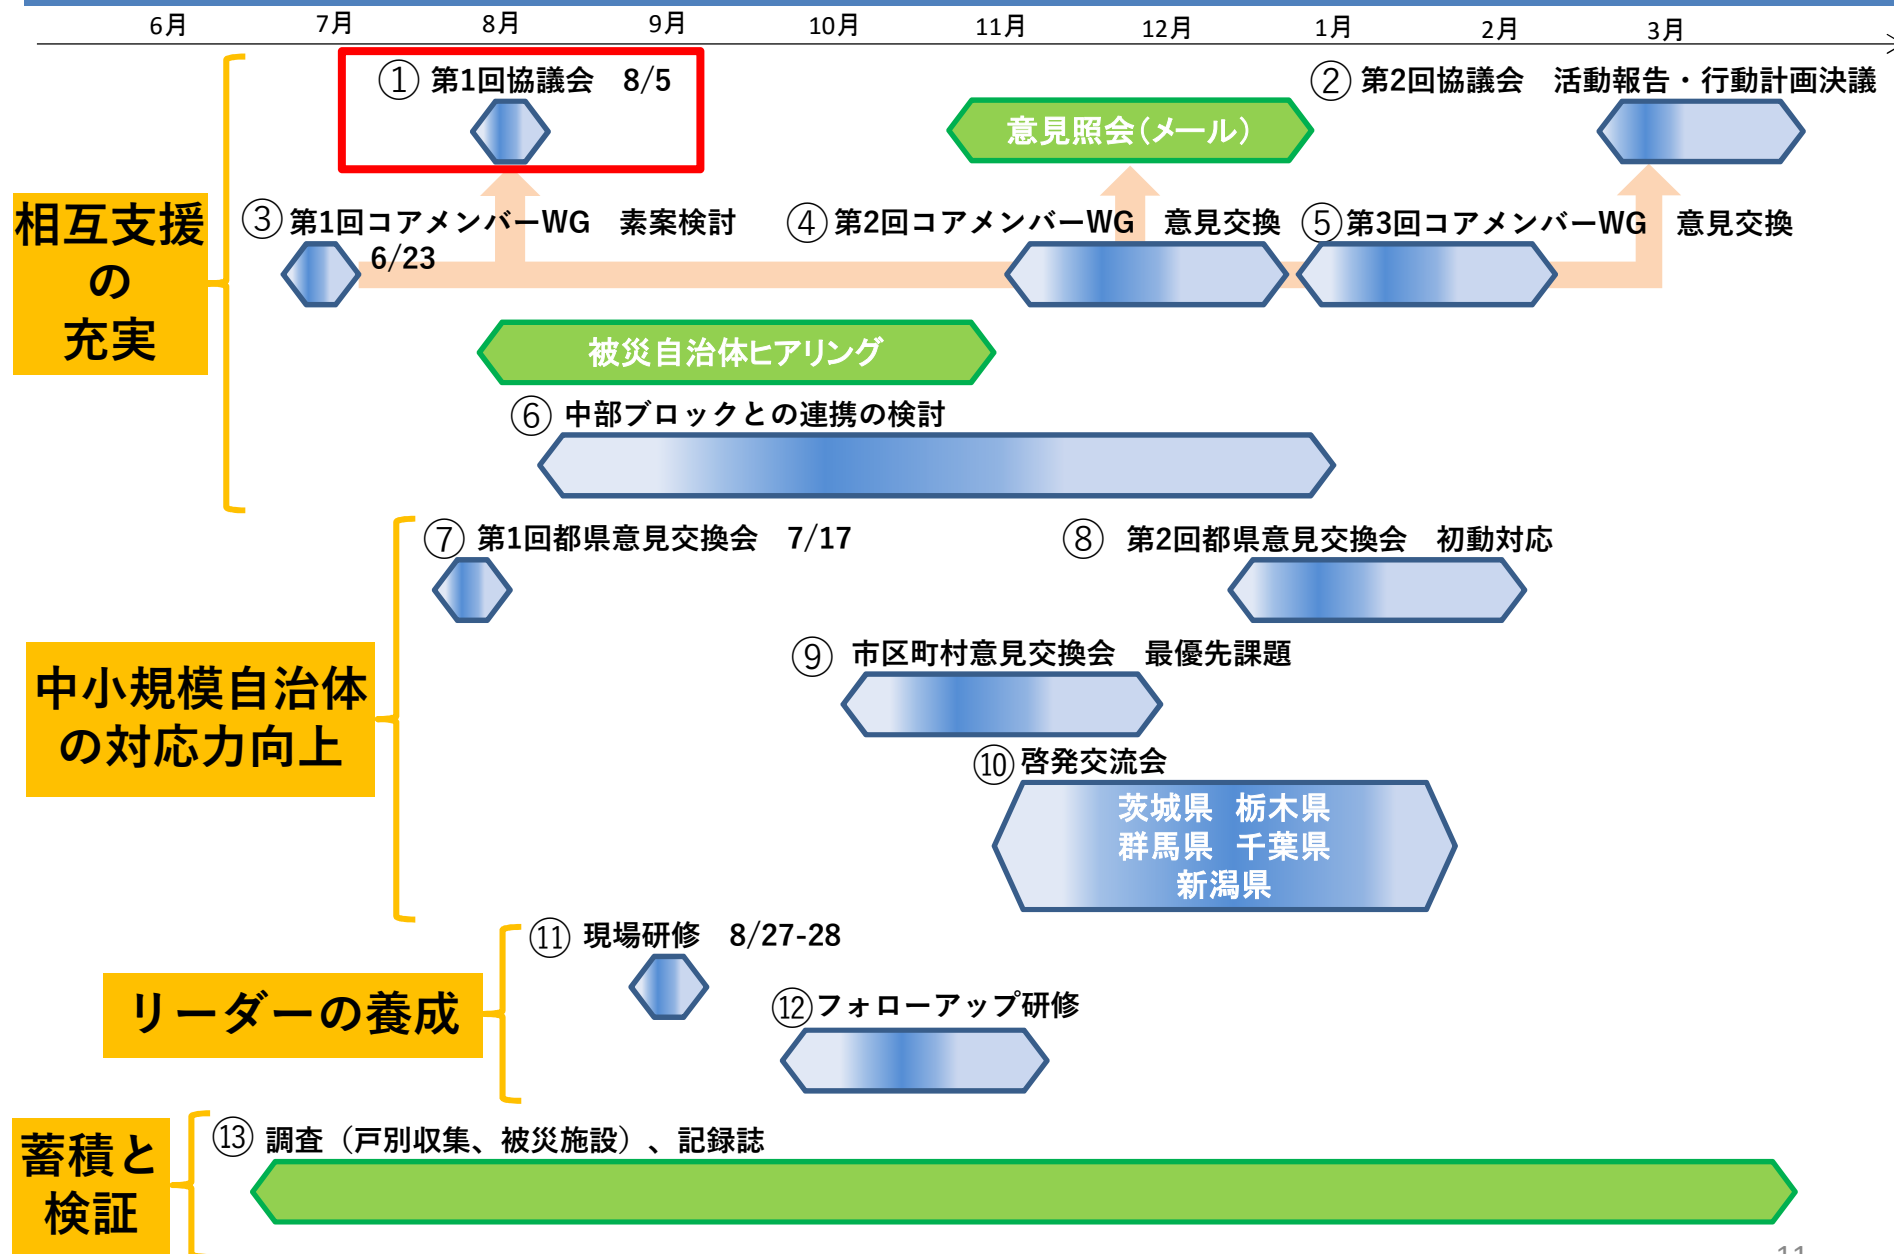 6月 7月 8月 9月 10月 11月 12月 1月 2月 3月
相互支援
の
充実
① 第1回協議会　8/5
意見照会(メール)
② 第2回協議会　活動報告・行動計画決議
③ 第1回コアメンバーWG　素案検討
6/23
④ 第2回コアメンバーWG　意見交換
⑤ 第3回コアメンバーWG　意見交換
被災自治体ヒアリング
⑥ 中部ブロックとの連携の検討
中小規模自治体
の対応力向上
⑦ 第1回都県意見交換会　7/17
⑧ 第2回都県意見交換会　初動対応
⑨ 市区町村意見交換会　最優先課題
⑩ 啓発交流会
茨城県　栃木県
群馬県　千葉県
新潟県
リーダーの養成
⑪ 現場研修　8/27-28
⑫ フォローアップ研修
蓄積と
検証
⑬ 調査（戸別収集、被災施設）、記録誌
11